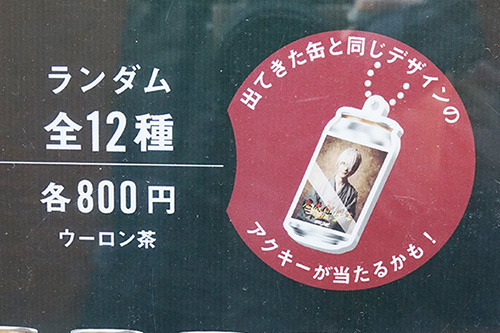 ランダム
全12種
各800円
ウーロン茶
出てきた缶と同じデザインの
アクキーが当たるかも!